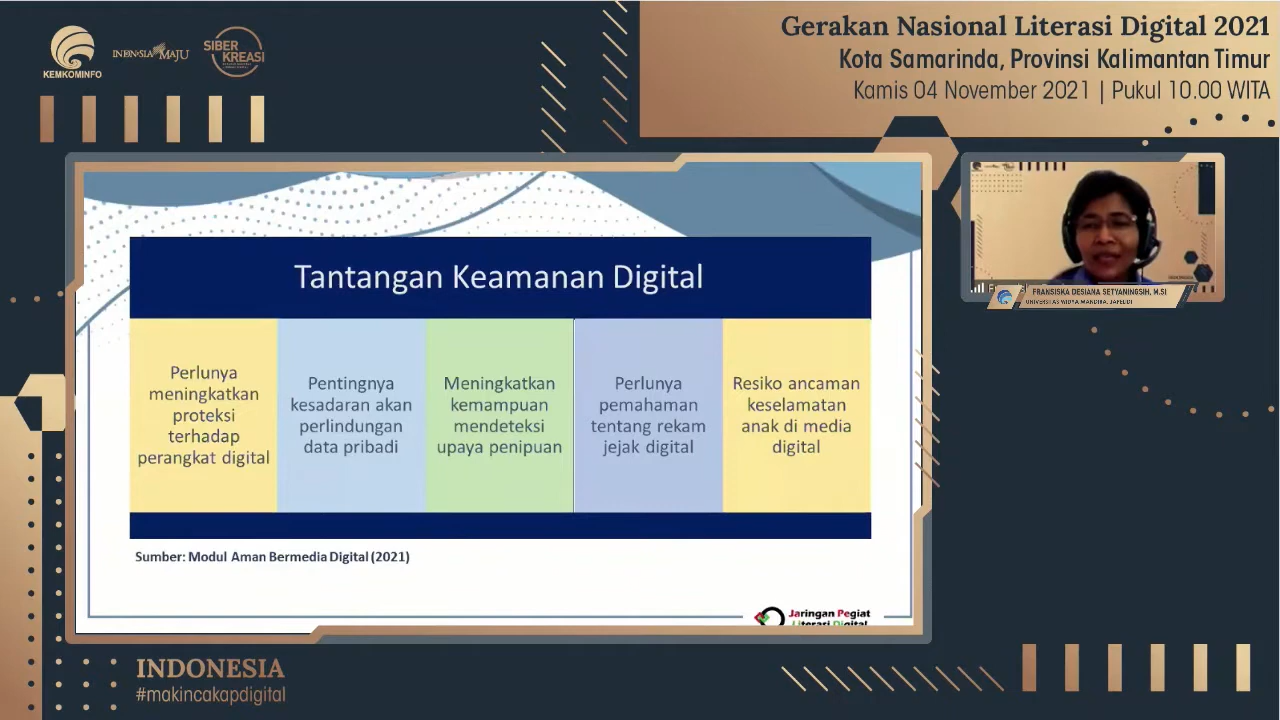 KEMKOMINFO
INDONESIA MAJU
SIBER
KREASI
Gerakan Nasional Literasi Digital 2021
Kota Samarinda, Provinsi Kalimantan Timur
Kamis 04 November 2021 | Pukul 10.00 WITA
Tantangan Keamanan Digital
Perlunya
meningkatkan
proteksi
terhadap
perangkat digital
Pentingnya
kesadaran akan
perlindungan
data pribadi
Meningkatkan
kemampuan
mendeteksi
upaya penipuan
Perlunya
pemahaman
tentang rekam
jejak digital
Resiko ancaman
keselamatan
anak di media
digital
Sumber: Modul Aman Bermedia Digital (2021)
Jaringan Pegiat
Literasi Digital
FRANSISKA DESIANA SETYANINGSIH, M.SI
UNIVERSITAS WIDYA MANDIRA, JAPELIDI
INDONESIA
#makincakapdigital